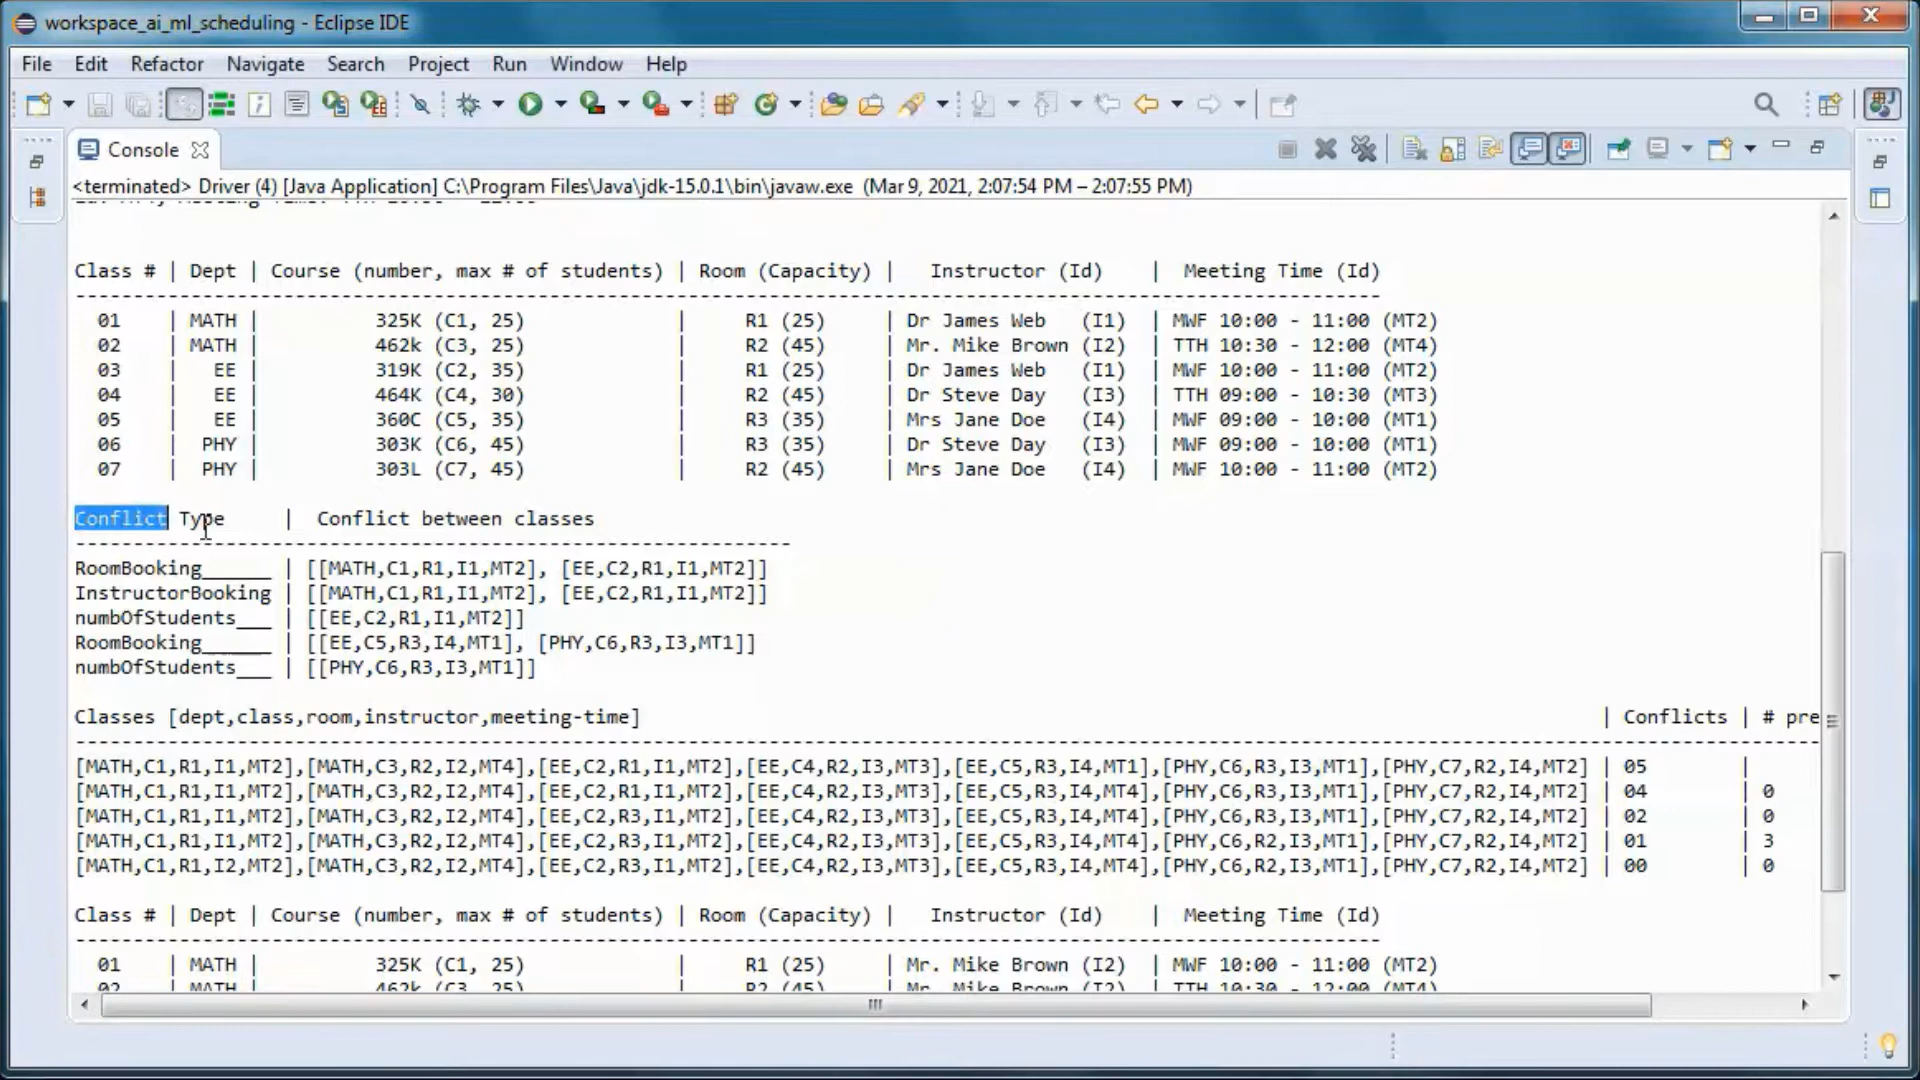 workspace_ai_ml_scheduling - Eclipse IDE
File Edit Refactor Navigate Search Project Run Window Help
Console
<terminated> Driver (4) [Java Application] C:\Program Files\Java\jdk-15.0.1\bin\javaw.exe (Mar 9, 2021, 2:07:54 PM – 2:07:55 PM)
Class # | Dept | Course (number, max # of students) | Room (Capacity) | Instructor (Id) | Meeting Time (Id)
01 | MATH | 325K (C1, 25) | R1 (25) | Dr James Web (I1) | MWF 10:00 - 11:00 (MT2)
02 | MATH | 462k (C3, 25) | R2 (45) | Mr. Mike Brown (I2) | TTH 10:30 - 12:00 (MT4)
03 | EE | 319K (C2, 35) | R1 (25) | Dr James Web (I1) | MWF 10:00 - 11:00 (MT2)
04 | EE | 464K (C4, 30) | R2 (45) | Dr Steve Day (I3) | TTH 09:00 - 10:30 (MT3)
05 | EE | 360C (C5, 35) | R3 (35) | Mrs Jane Doe (I4) | MWF 09:00 - 10:00 (MT1)
06 | PHY | 303K (C6, 45) | R3 (35) | Dr Steve Day (I3) | MWF 09:00 - 10:00 (MT1)
07 | PHY | 303L (C7, 45) | R2 (45) | Mrs Jane Doe (I4) | MWF 10:00 - 11:00 (MT2)
Conflict Type | Conflict between classes
RoomBooking______ | [[MATH,C1,R1,I1,MT2], [EE,C2,R1,I1,MT2]]
InstructorBooking | [[MATH,C1,R1,I1,MT2], [EE,C2,R1,I1,MT2]]
numbOfStudents___ | [[EE,C2,R1,I1,MT2]]
RoomBooking______ | [[EE,C5,R3,I4,MT1], [PHY,C6,R3,I3,MT1]]
numbOfStudents___ | [[PHY,C6,R3,I3,MT1]]
Classes [dept,class,room,instructor,meeting-time] | Conflicts | # pre
[MATH,C1,R1,I1,MT2],[MATH,C3,R2,I2,MT4],[EE,C2,R1,I1,MT2],[EE,C4,R2,I3,MT3],[EE,C5,R3,I4,MT1],[PHY,C6,R3,I3,MT1],[PHY,C7,R2,I4,MT2] | 05 |
[MATH,C1,R1,I1,MT2],[MATH,C3,R2,I2,MT4],[EE,C2,R1,I1,MT2],[EE,C4,R2,I3,MT3],[EE,C5,R3,I4,MT4],[PHY,C6,R3,I3,MT1],[PHY,C7,R2,I4,MT2] | 04 | 0
[MATH,C1,R1,I1,MT2],[MATH,C3,R2,I2,MT4],[EE,C2,R3,I1,MT2],[EE,C4,R2,I3,MT3],[EE,C5,R3,I4,MT4],[PHY,C6,R3,I3,MT1],[PHY,C7,R2,I4,MT2] | 02 | 0
[MATH,C1,R1,I1,MT2],[MATH,C3,R2,I2,MT4],[EE,C2,R3,I1,MT2],[EE,C4,R2,I3,MT3],[EE,C5,R3,I4,MT4],[PHY,C6,R2,I3,MT1],[PHY,C7,R2,I4,MT2] | 01 | 3
[MATH,C1,R1,I2,MT2],[MATH,C3,R2,I2,MT4],[EE,C2,R3,I1,MT2],[EE,C4,R2,I3,MT3],[EE,C5,R3,I4,MT4],[PHY,C6,R2,I3,MT1],[PHY,C7,R2,I4,MT2] | 00 | 0
Class # | Dept | Course (number, max # of students) | Room (Capacity) | Instructor (Id) | Meeting Time (Id)
01 | MATH | 325K (C1, 25) | R1 (25) | Mr. Mike Brown (I2) | MWF 10:00 - 11:00 (MT2)
02 | MATH | 462k (C3, 25) | R2 (45) | Mr. Mike Brown (I2) | TTH 10:30 - 12:00 (MT4)